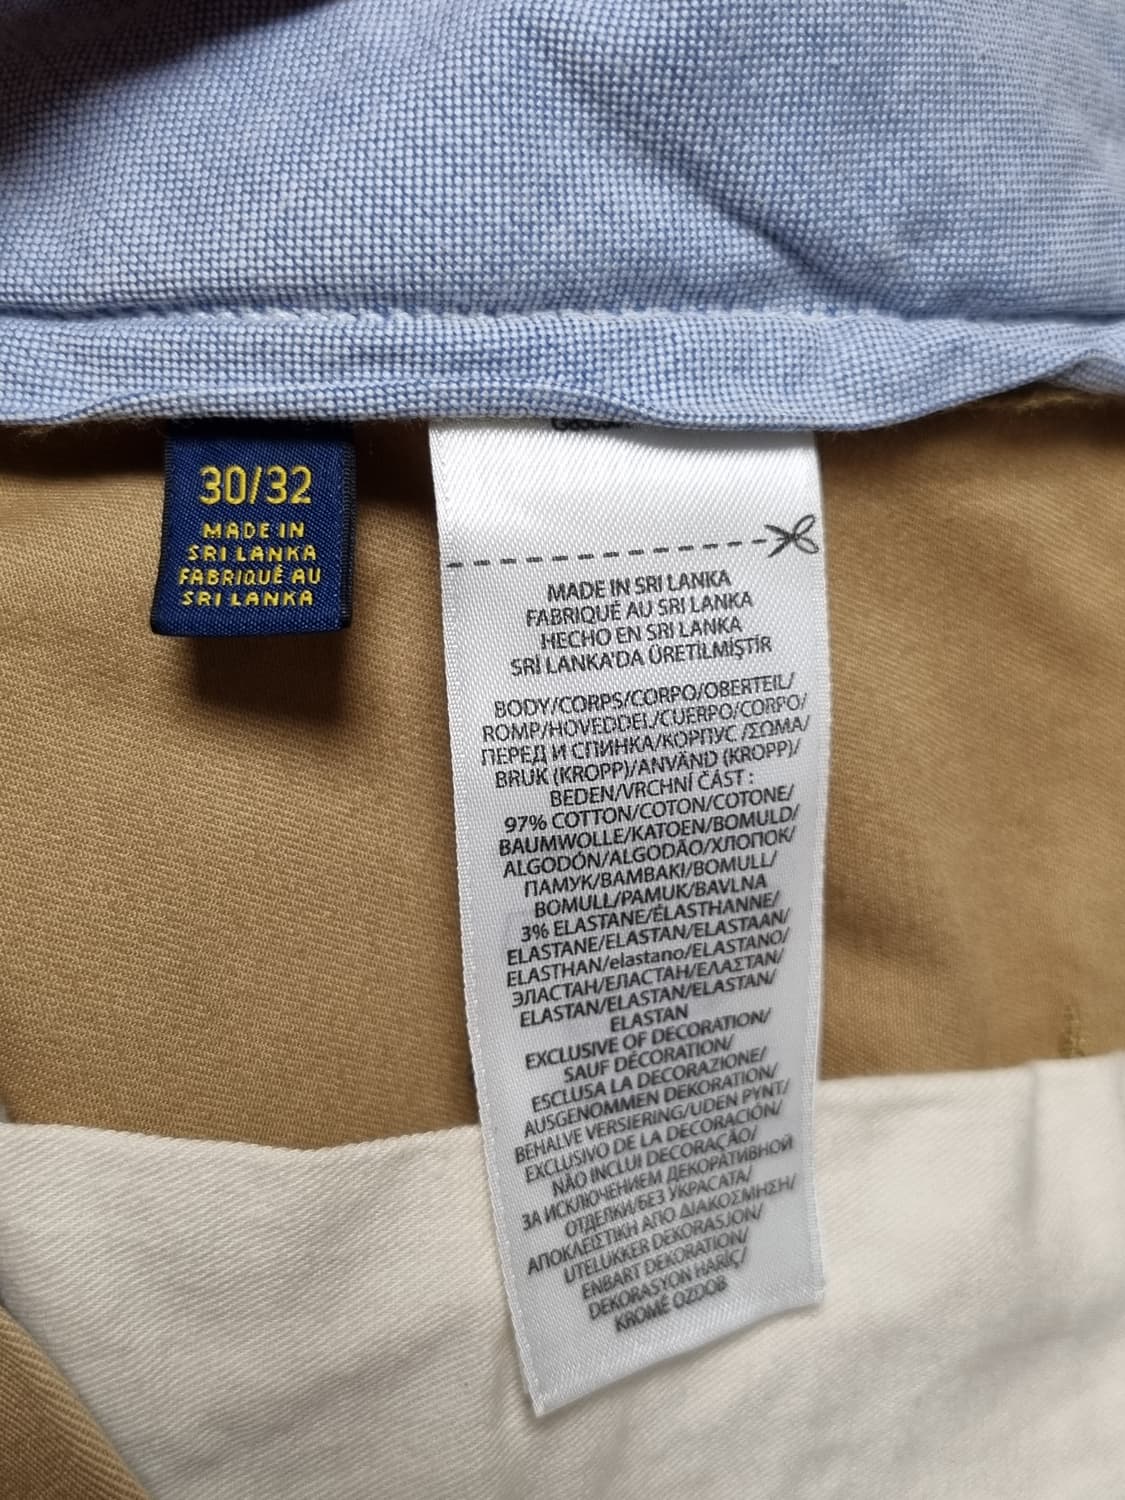 30/32
MADE IN
SRI LANKA
FABRIQUÉ AU
SRI LANKA
MADE IN SRI LANKA
FABRIQUÉ AU SRI LANKA
HECHO EN SRI LANKA
SRİ LANKA'DA ÜRETİLMİŞTİR
BODY/CORPS/CORPO/OBERTEIL/
ROMP/HOVEDDEL/CUERPO/CORPO/
ПЕРЕД И СПИНКА/КОРПУС /ΣΩΜΑ/
BRUK (KROPP)/ANVÄND (KROPP)/
BEDEN/VRCHNÍ ČÁST :
97% COTTON/COTON/COTONE/
BAUMWOLLE/KATOEN/BOMULD/
ALGODÓN/ALGODÃO/ХЛОПОК/
ПАМУК/ΒΑΜΒΑΚΙ/BOMULL/
BOMULL/PAMUK/BAVLNA
3% ELASTANE/ÉLASTHANNE/
ELASTANE/ELASTAN/ELASTAAN/
ELASTHAN/elastano/ELASTANO/
ЭЛАСТАН/ЕЛАСТАН/ΕΛΑΣΤΑΝ/
ELASTAN/ELASTAN/ELASTAN/
ELASTAN
EXCLUSIVE OF DECORATION/
SAUF DÉCORATION/
ESCLUSA LA DECORAZIONE/
AUSGENOMMEN DEKORATION/
BEHALVE VERSIERING/UDEN PYNT/
EXCLUSIVO DE LA DECORACIÓN/
NÃO INCLUI DECORAÇÃO/
ЗА ИСКЛЮЧЕНИЕМ ДЕКОРАТИВНОЙ
ОТДЕЛКИ/БЕЗ УКРАСАТА/
ΑΠΟΚΛΕΙΣΤΙΚΗ ΑΠΟ ΔΙΑΚΟΣΜΗΣΗ/
UTELUKKER DEKORASJON/
ENBART DEKORATION/
DEKORASYON HARİÇ/
KROMĚ OZDOB